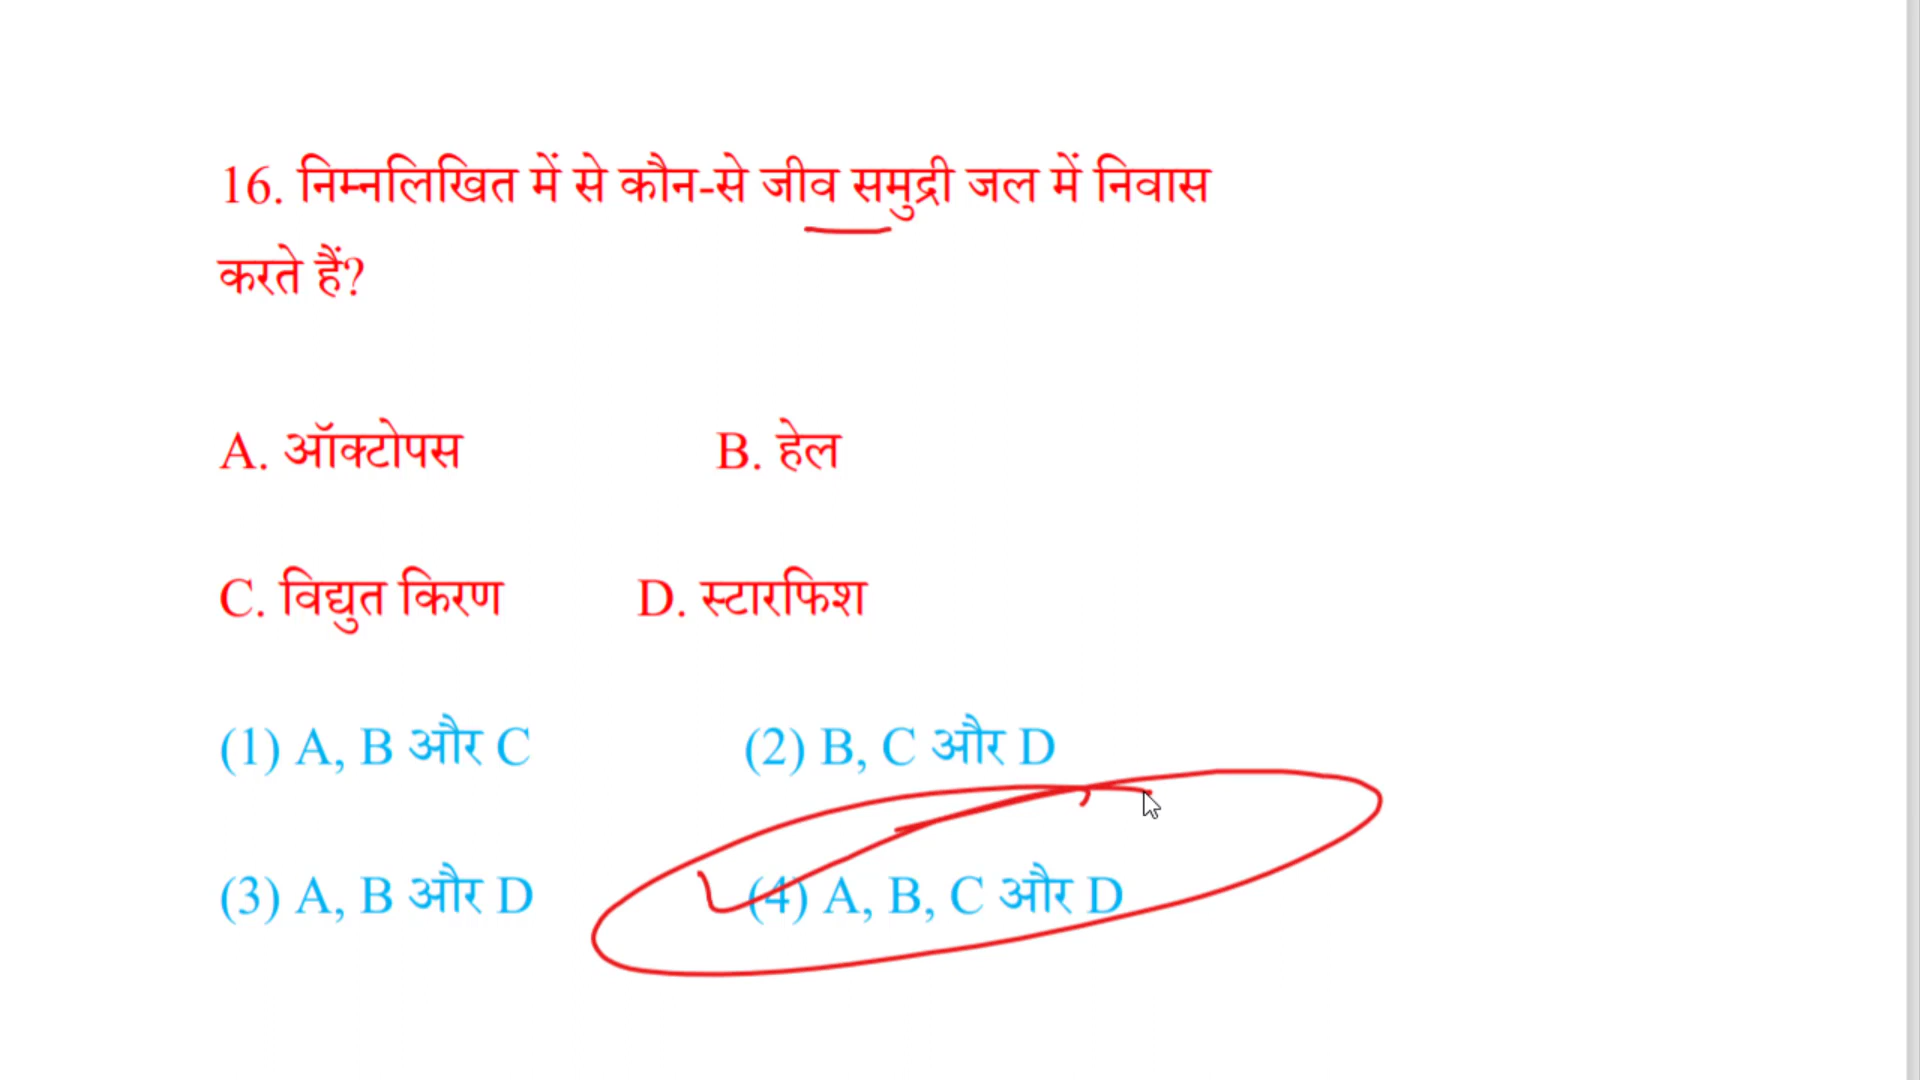 16. निम्नलिखित में से कौन-से जीव समुद्री जल में निवास
करते हैं?
A. ऑक्टोपस B. हेल
C. विद्युत किरण D. स्टारफिश
(1) A, B और C (2) B, C और D
(3) A, B और D (4) A, B, C और D